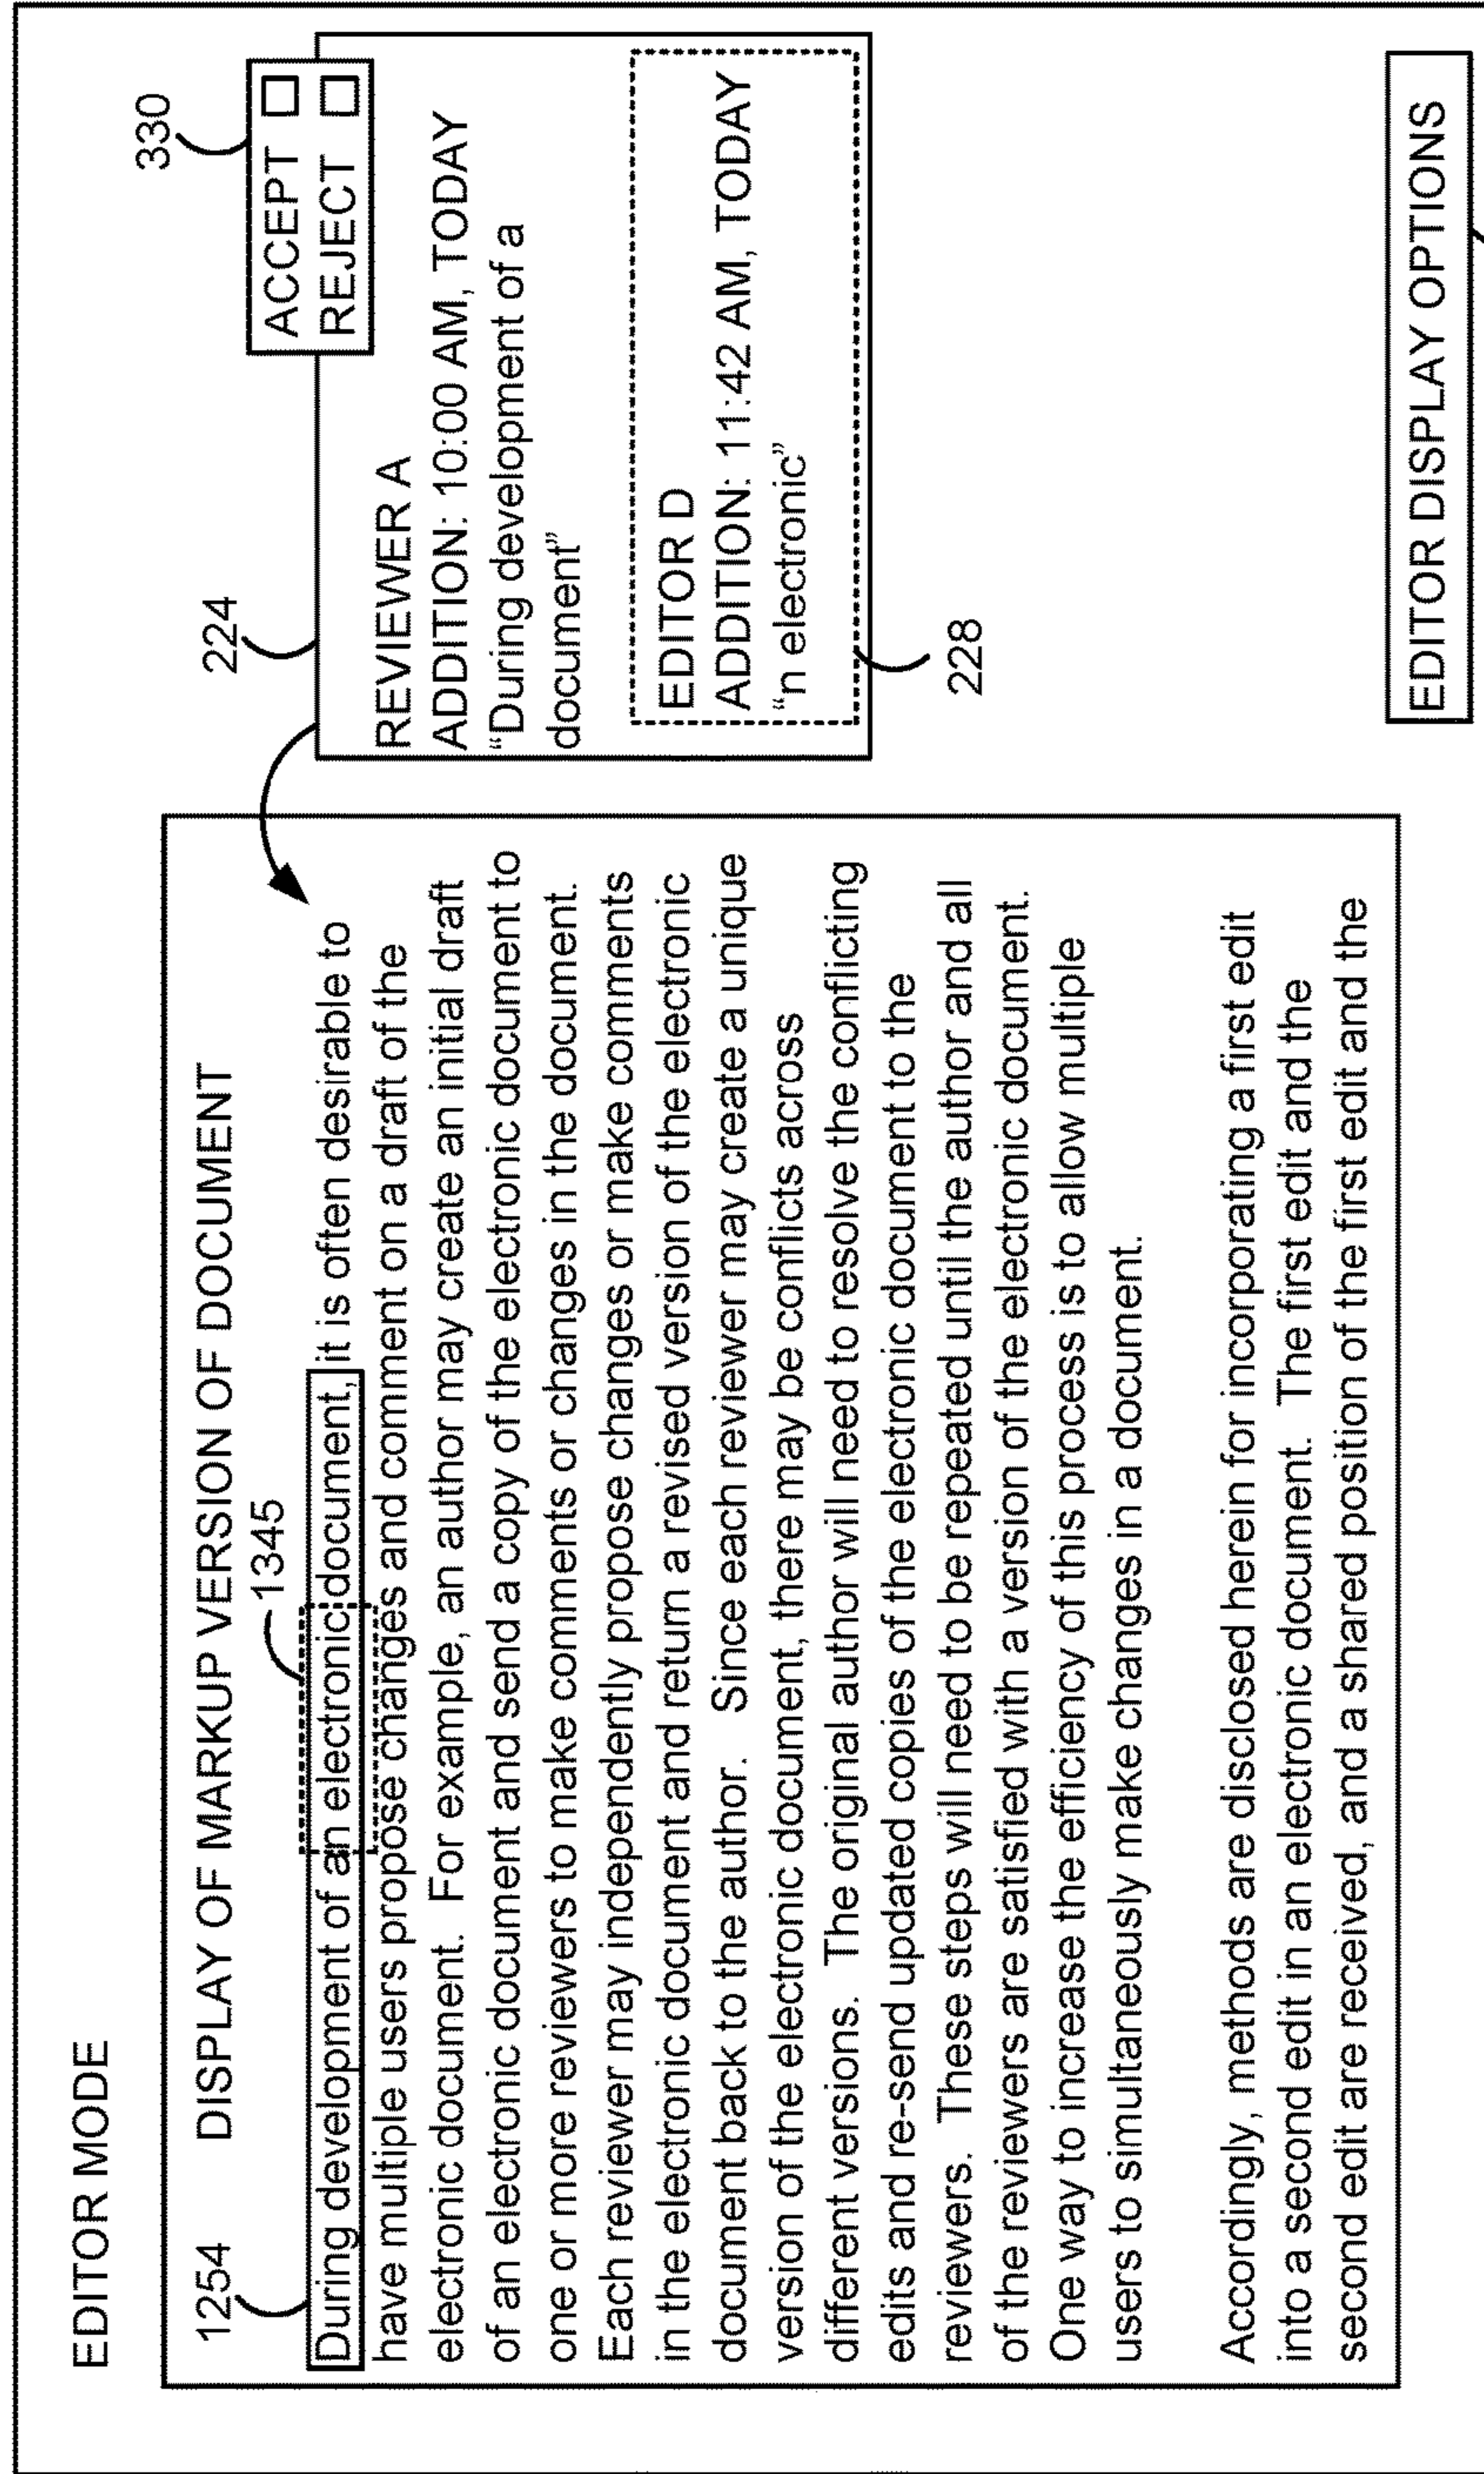 EDITOR MODE
1254
DISPLAY OF MARKUP VERSION OF DOCUMENT
1345
During development of an electronic document, it is often desirable to
have multiple users propose changes and comment on a draft of the
electronic document. For example, an author may create an initial draft
of an electronic document and send a copy of the electronic document to
one or more reviewers to make comments or changes in the document.
Each reviewer may independently propose changes or make comments
in the electronic document and return a revised version of the electronic
document back to the author. Since each reviewer may create a unique
version of the electronic document, there may be conflicts across
different versions. The original author will need to resolve the conflicting
edits and re-send updated copies of the electronic document to the
reviewers. These steps will need to be repeated until the author and all
of the reviewers are satisfied with a version of the electronic document.
One way to increase the efficiency of this process is to allow multiple
users to simultaneously make changes in a document.
Accordingly, methods are disclosed herein for incorporating a first edit
into a second edit in an electronic document. The first edit and the
second edit are received, and a shared position of the first edit and the
224
330
ACCEPT
REJECT
REVIEWER A
ADDITION: 10:00 AM, TODAY
"During development of a
document"
EDITOR D
ADDITION: 11:42 AM, TODAY
"n electronic"
228
EDITOR DISPLAY OPTIONS